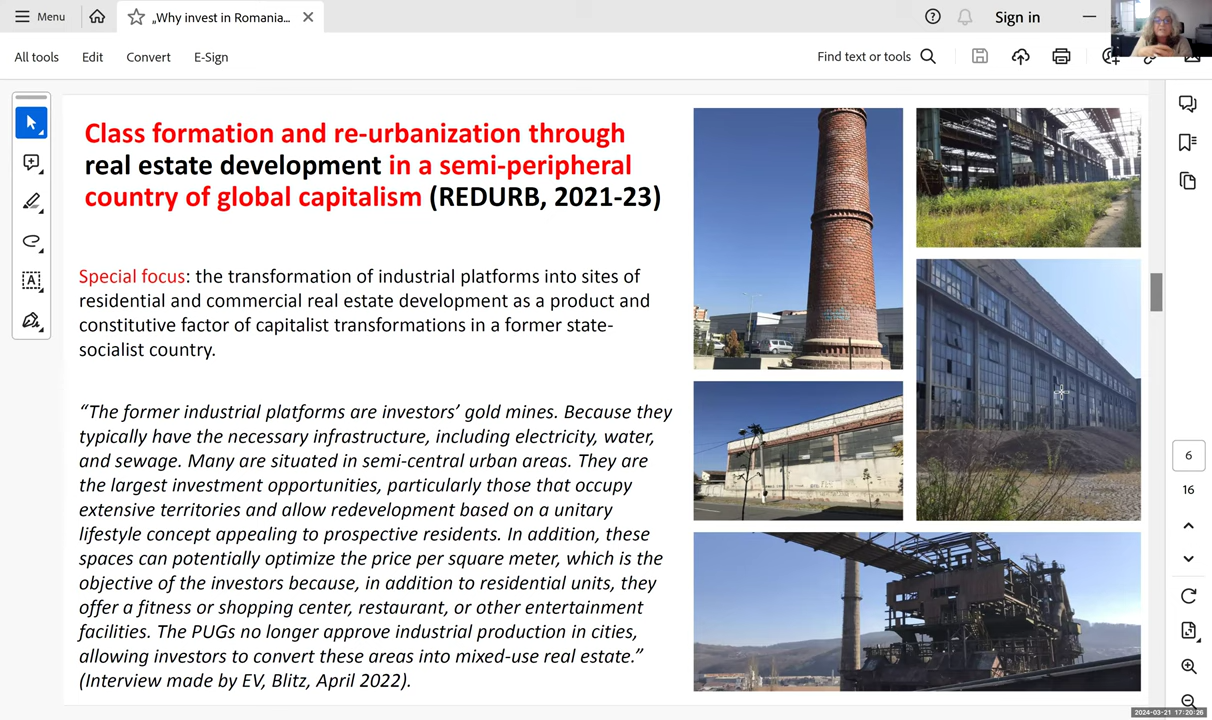 Menu
„Why invest in Romania...
Sign in
All tools
Edit
Convert
E-Sign
Find text or tools
Class formation and re-urbanization through
real estate development in a semi-peripheral
country of global capitalism (REDURB, 2021-23)
Special focus: the transformation of industrial platforms into sites of
residential and commercial real estate development as a product and
constitutive factor of capitalist transformations in a former state-
socialist country.
“The former industrial platforms are investors’ gold mines. Because they
typically have the necessary infrastructure, including electricity, water,
and sewage. Many are situated in semi-central urban areas. They are
the largest investment opportunities, particularly those that occupy
extensive territories and allow redevelopment based on a unitary
lifestyle concept appealing to prospective residents. In addition, these
spaces can potentially optimize the price per square meter, which is the
objective of the investors because, in addition to residential units, they
offer a fitness or shopping center, restaurant, or other entertainment
facilities. The PUGs no longer approve industrial production in cities,
allowing investors to convert these areas into mixed-use real estate.”
(Interview made by EV, Blitz, April 2022).
6
16
2024-03-21 17:20:26